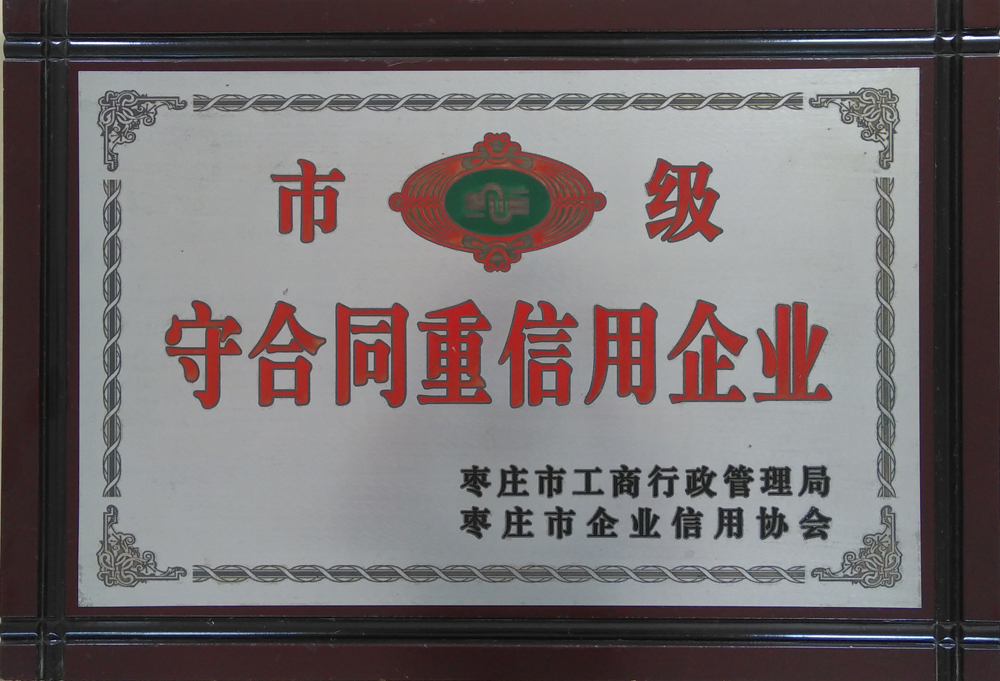 市 级
守合同重信用企业
枣庄市工商行政管理局
枣庄市企业信用协会